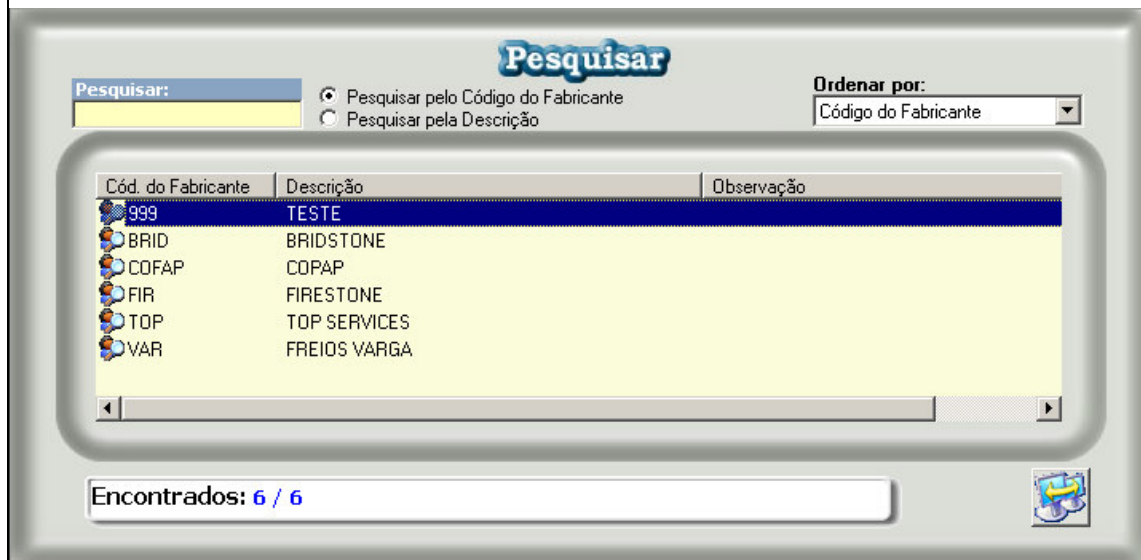 Pesquisar
Pesquisar:
Pesquisar pelo Código do Fabricante
Pesquisar pela Descrição
Ordenar por:
Código do Fabricante
Cód. do Fabricante Descrição Observação
999 TESTE
BRID BRIDSTONE
COFAP COPAP
FIR FIRESTONE
TOP TOP SERVICES
VAR FREIOS VARGA
Encontrados: 6 / 6